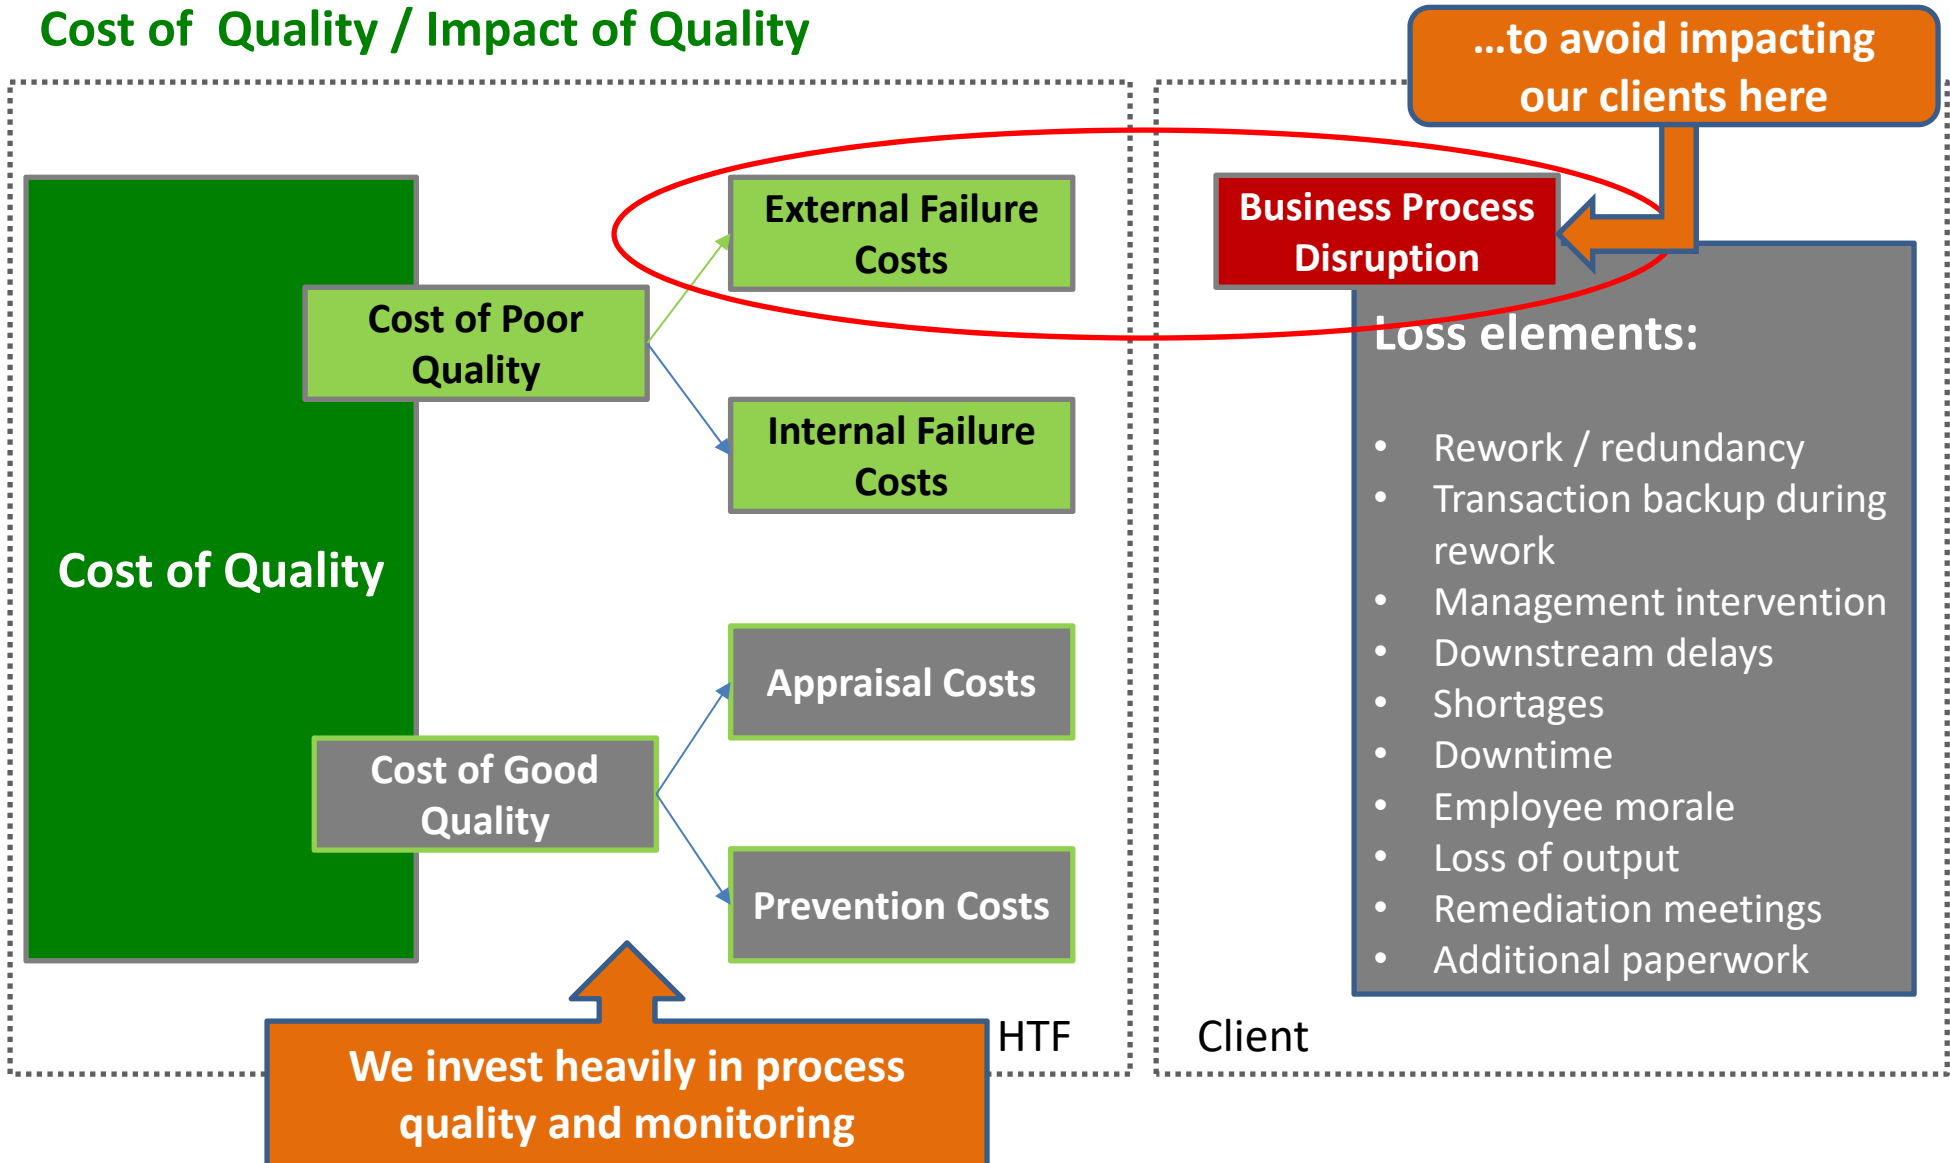 Cost of  Quality / Impact of Quality
...to avoid impacting
our clients here
External Failure
Costs
Business Process
Disruption
Cost of Poor
Quality
Internal Failure
Costs
Cost of Quality
Appraisal Costs
Cost of Good
Quality
Prevention Costs
Loss elements:
• Rework / redundancy
• Transaction backup during
rework
• Management intervention
• Downstream delays
• Shortages
• Downtime
• Employee morale
• Loss of output
• Remediation meetings
• Additional paperwork
HTF
Client
We invest heavily in process
quality and monitoring